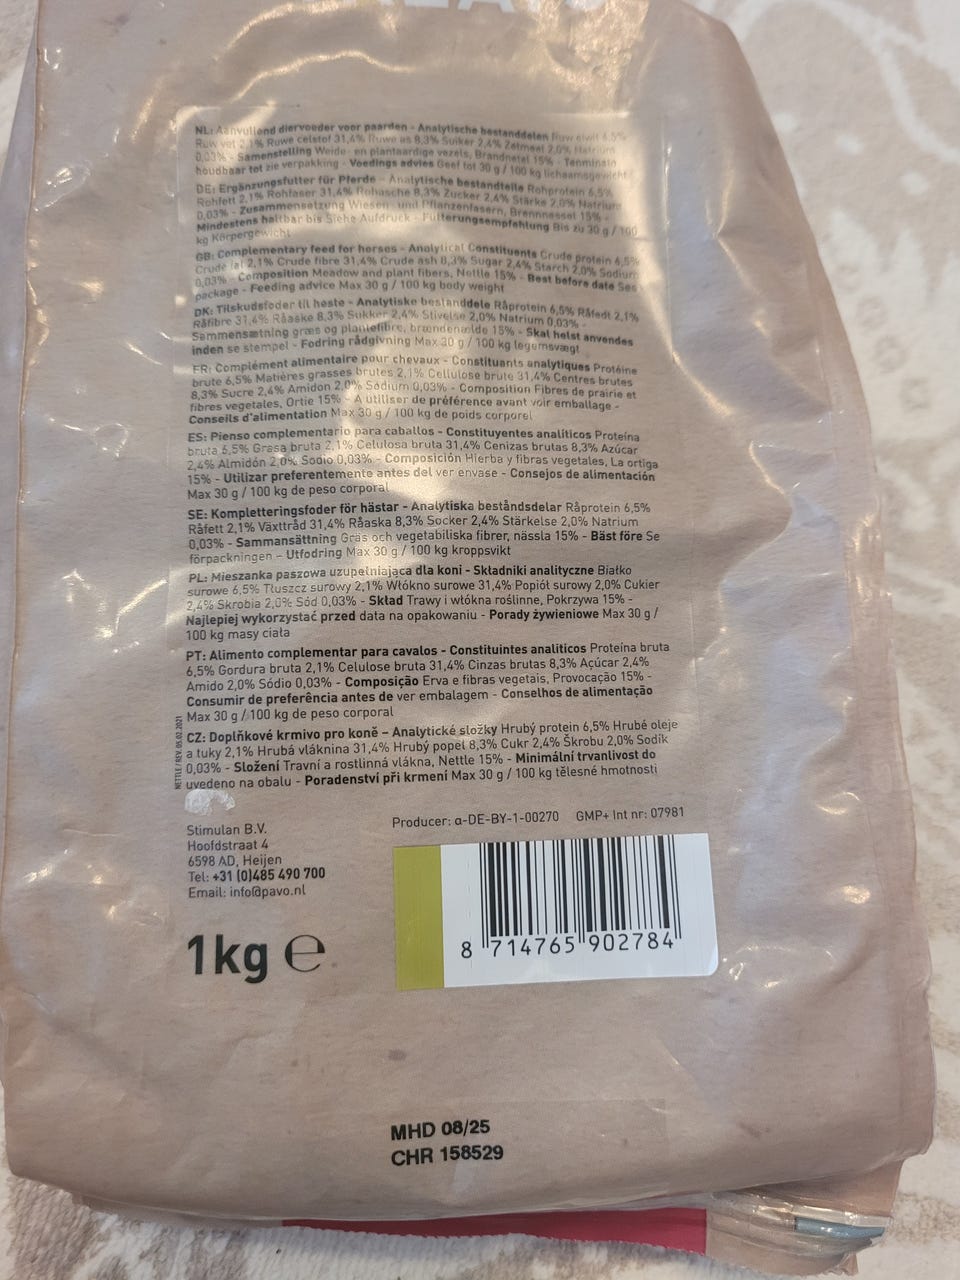 NL: Aanvullend diervoeder voor paarden - Analytische bestanddelen Ruw eiwit 6,5%
Ruw vet 2,1% Ruwe celstof 31,4% Ruwe as 8,3% Suiker 2,4% Zetmeel 2,0% Natrium
0,03% - Samenstelling Weide- en plantaardige vezels, Brandnetel 15% - Tenminste
houdbaar tot zie verpakking - Voedings advies Geef tot 30 g / 100 kg lichaamsgewicht
DE: Ergänzungsfutter für Pferde - Analytische bestandteile Rohprotein 6,5%
Rohfett 2,1% Rohfaser 31,4% Rohasche 8,3% Zucker 2,4% Stärke 2,0% Natrium
0,03% - Zusammensetzung Wiesen- und Pflanzenfasern, Brennnessel 15% -
Mindestens haltbar bis Siehe Aufdruck - Futterungsempfehlung Bis zu 30 g / 100
kg Körpergewicht
GB: Complementary feed for horses - Analytical Constituents Crude protein 6,5%
Crude fat 2,1% Crude fibre 31,4% Crude ash 8,3% Sugar 2,4% Starch 2,0% Sodium
0,03% - Composition Meadow and plant fibers, Nettle 15% - Best before date See
package - Feeding advice Max 30 g / 100 kg body weight
DK: Tilskudsfoder til heste - Analytiske bestanddele Råprotein 6,5% Råfedt 2,1%
Råfibre 31,4% Råaske 8,3% Sukker 2,4% Stivelse 2,0% Natrium 0,03% -
Sammensætning græs og plantefibre, brændenælde 15% - Skal helst anvendes
inden se stempel - Fodring rådgivning Max 30 g / 100 kg legemsvægt
FR: Complément alimentaire pour chevaux - Constituants analytiques Protéine
brute 6,5% Matières grasses brutes 2,1% Cellulose brute 31,4% Centres brutes
8,3% Sucre 2,4% Amidon 2,0% Sodium 0,03% - Composition Fibres de prairie et
fibres vegetales, Ortie 15% - A utiliser de préférence avant voir emballage -
Conseils d'alimentation Max 30 g / 100 kg de poids corporel
ES: Pienso complementario para caballos - Constituyentes analíticos Proteína
bruta 6,5% Grasa bruta 2,1% Celulosa bruta 31,4% Cenizas brutas 8,3% Azúcar
2,4% Almidón 2,0% Sodio 0,03% - Composición Hierba y fibras vegetales, La ortiga
15% - Utilizar preferentemente antes del ver envase - Consejos de alimentación
Max 30 g / 100 kg de peso corporal
SE: Kompletteringsfoder för hästar - Analytiska beståndsdelar Råprotein 6,5%
Råfett 2,1% Växttråd 31,4% Råaska 8,3% Socker 2,4% Stärkelse 2,0% Natrium
0,03% - Sammansättning Gräs och vegetabiliska fibrer, nässla 15% - Bäst före Se
förpackningen - Utfodring Max 30 g / 100 kg kroppsvikt
PL: Mieszanka paszowa uzupełniająca dla koni - Składniki analityczne Białko
surowe 6,5% Tłuszcz surowy 2,1% Włókno surowe 31,4% Popiół surowy 2,0% Cukier
2,4% Skrobia 2,0% Sód 0,03% - Skład Trawy i włókna roślinne, Pokrzywa 15% -
Najlepiej wykorzystać przed data na opakowaniu - Porady żywieniowe Max 30 g /
100 kg masy ciała
PT: Alimento complementar para cavalos - Constituintes analíticos Proteína bruta
6,5% Gordura bruta 2,1% Celulose bruta 31,4% Cinzas brutas 8,3% Açúcar 2,4%
Amido 2,0% Sódio 0,03% - Composição Erva e fibras vegetais, Provocação 15% -
Consumir de preferência antes de ver embalagem - Conselhos de alimentação
Max 30 g / 100 kg de peso corporal
CZ: Doplňkové krmivo pro koně – Analytické složky Hrubý protein 6,5% Hrubé oleje
a tuky 2,1% Hrubá vláknina 31,4% Hrubý popel 8,3% Cukr 2,4% Škrobu 2,0% Sodík
0,03% - Složení Travní a rostlinná vlákna, Nettle 15% - Minimální trvanlivost do
uvedeno na obalu - Poradenství při krmení Max 30 g / 100 kg tělesné hmotnosti
NETTLE / REV. 05.02.2021
Stimulan B.V.
Hoofdstraat 4
6598 AD, Heijen
Tel: +31 (0)485 490 700
Email: info@pavo.nl
Producer: α-DE-BY-1-00270 GMP+ Int nr: 07981
8 714765 902784
1kg ℮
MHD 08/25
CHR 158529